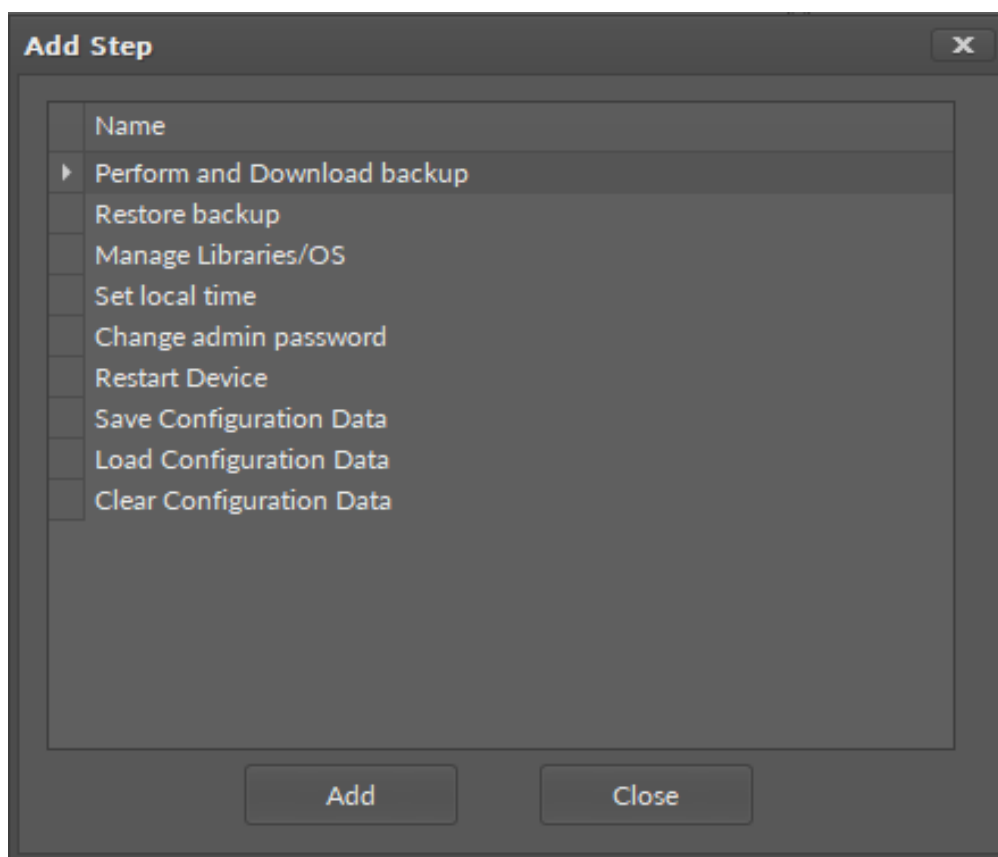 Add Step
Name
Perform and Download backup
Restore backup
Manage Libraries/OS
Set local time
Change admin password
Restart Device
Save Configuration Data
Load Configuration Data
Clear Configuration Data
Add
Close